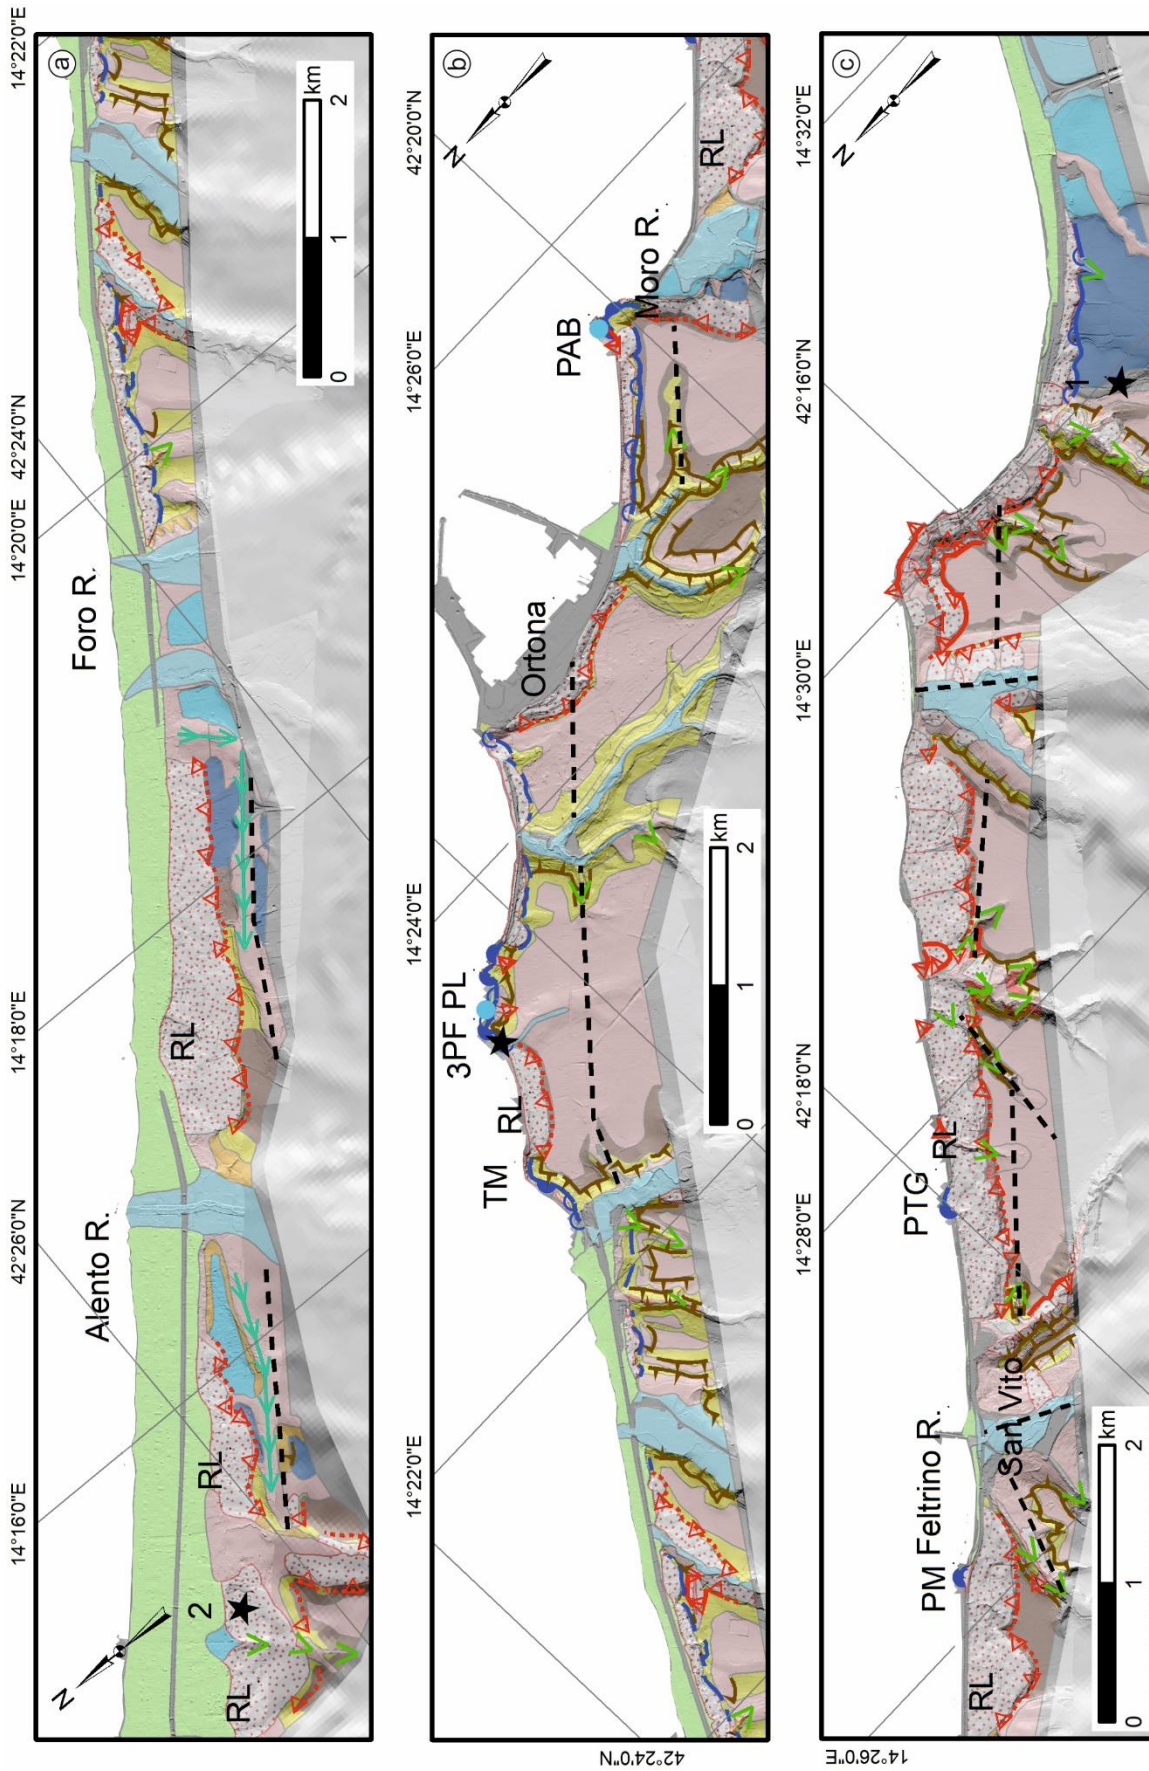 a
14°16'0"E
42°26'0"N
14°18'0"E
14°20'0"E
42°24'0"N
14°22'0"E
N
2
RL
RL
Alento R.
RL
Foro R.
0
1
2
km
b
42°24'0"N
14°22'0"E
14°24'0"E
14°26'0"E
42°20'0"N
N
TM
RL
3PF PL
Ortona
PAB
Moro R.
RL
0
1
2
km
c
14°26'0"E
14°28'0"E
42°18'0"N
14°30'0"E
42°16'0"N
14°32'0"E
N
RL
PM Feltrino R.
San Vito
PTG
RL
1
0
1
2
km